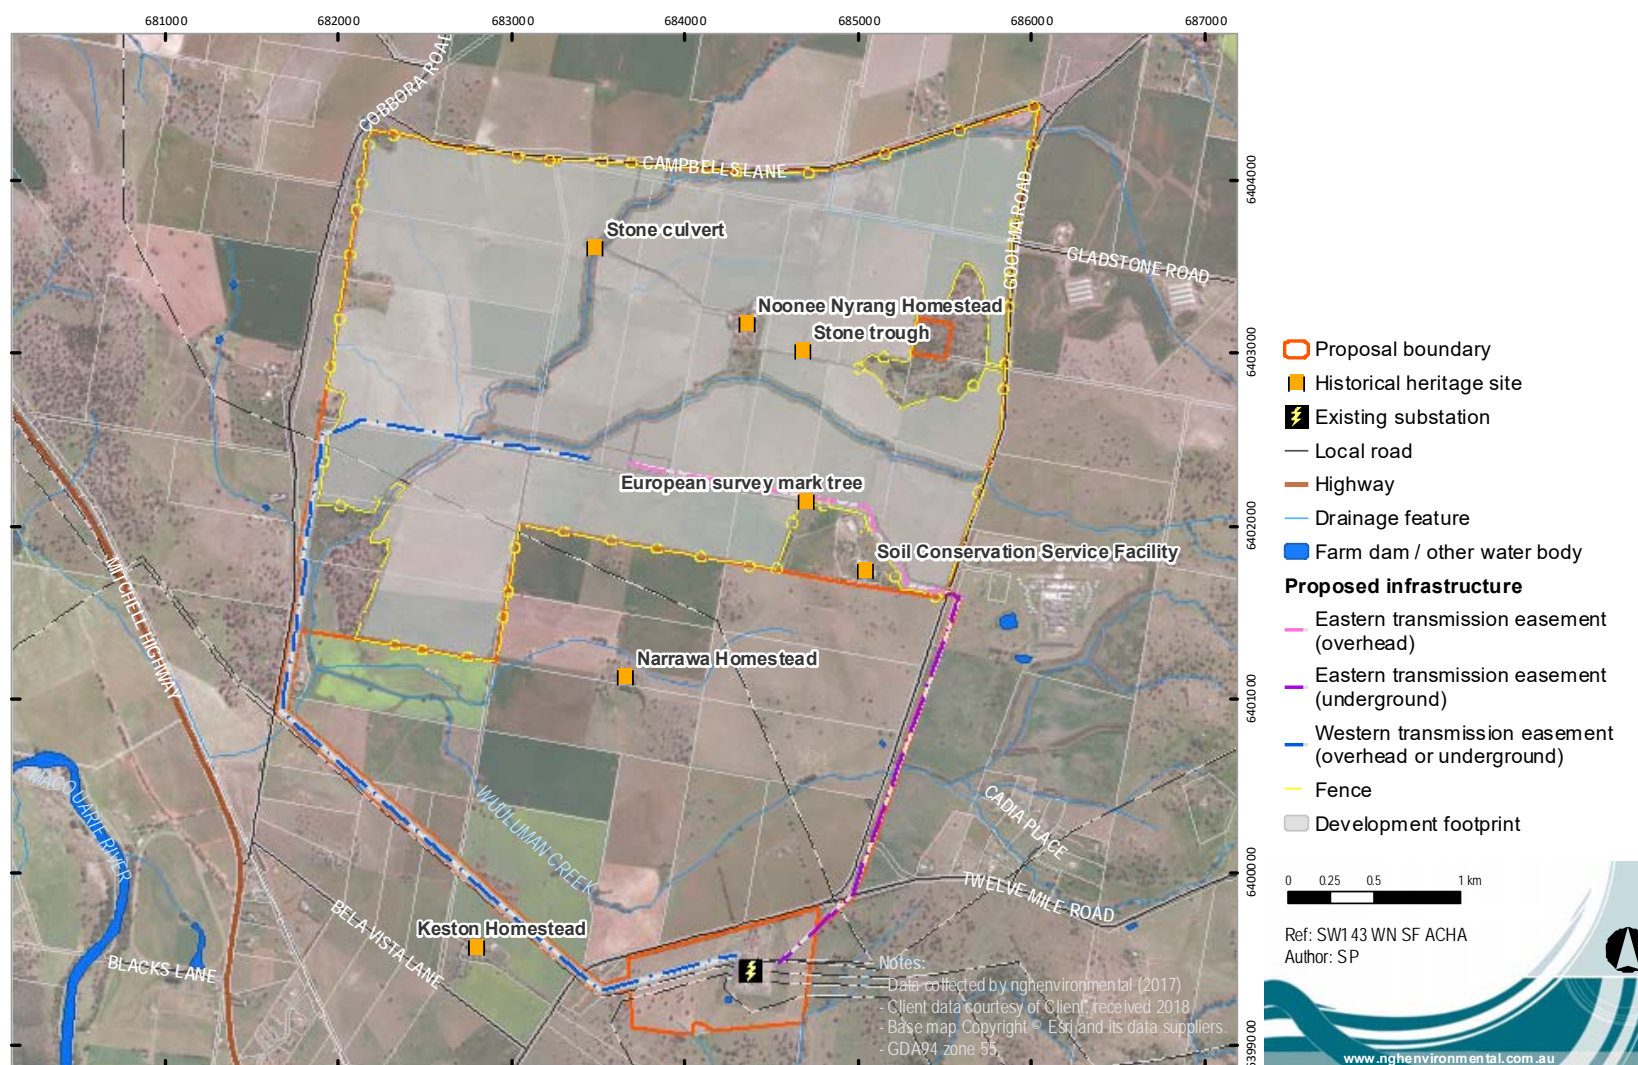 681000 682000 683000 684000 685000 686000 687000
COBBORA ROAD
CAMPBELLS LANE
6404000
GOOLMA ROAD
Stone culvert
GLADSTONE ROAD
Noonee Nyrang Homestead
Stone trough
6403000
European survey mark tree
6402000
Soil Conservation Service Facility
MITCHELL HIGHWAY
Narrawa Homestead
6401000
MACQUARIE RIVER
WUULUMAN CREEK
CADIA PLACE
6400000
TWELVE MILE ROAD
BELA VISTA LANE
Keston Homestead
BLACKS LANE
6399000
Notes:
- Data collected by nghenvironmental (2017)
- Client data courtesy of Client, received 2018
- Base map Copyright © Esri and its data suppliers.
- GDA94 zone 55
Proposal boundary
Historical heritage site
Existing substation
Local road
Highway
Drainage feature
Farm dam / other water body
Proposed infrastructure
Eastern transmission easement
(overhead)
Eastern transmission easement
(underground)
Western transmission easement
(overhead or underground)
Fence
Development footprint
0 0.25 0.5 1 km
Ref: SW143 WN SF ACHA
Author: SP
www.nghenvironmental.com.au